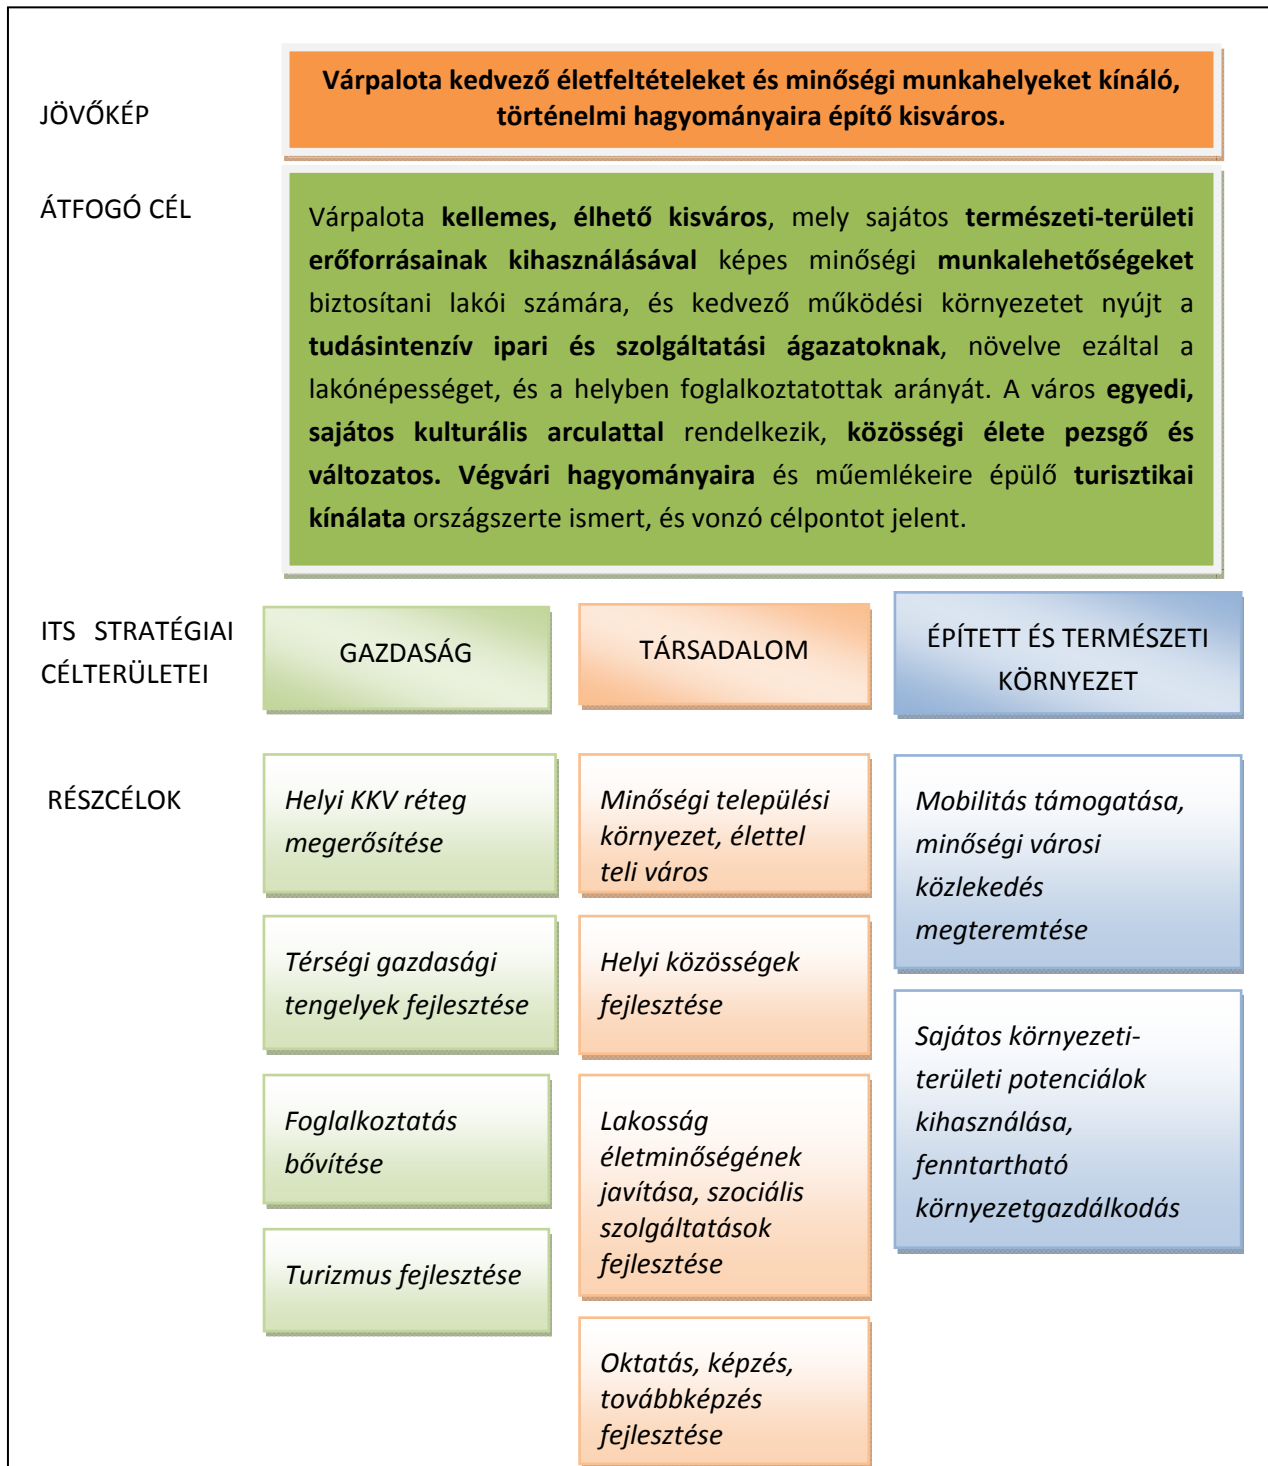 JÖVŐKÉP
Várpalota kedvező életfeltételeket és minőségi munkahelyeket kínáló,
történelmi hagyományaira építő kisváros.
ÁTFOGÓ CÉL
Várpalota kellemes, élhető kisváros, mely sajátos természeti-területi
erőforrásainak kihasználásával képes minőségi munkalehetőségeket
biztosítani lakói számára, és kedvező működési környezetet nyújt a
tudásintenzív ipari és szolgáltatási ágazatoknak, növelve ezáltal a
lakónépességet, és a helyben foglalkoztatottak arányát. A város egyedi,
sajátos kulturális arculattal rendelkezik, közösségi élete pezsgő és
változatos. Végvári hagyományaira és műemlékeire épülő turisztikai
kínálata országszerte ismert, és vonzó célpontot jelent.
ITS STRATÉGIAI
CÉLTERÜLETEI
GAZDASÁG
TÁRSADALOM
ÉPÍTETT ÉS TERMÉSZETI
KÖRNYEZET
RÉSZCÉLOK
Helyi KKV réteg
megerősítése
Térségi gazdasági
tengelyek fejlesztése
Foglalkoztatás
bővítése
Turizmus fejlesztése
Minőségi települési
környezet, élettel
teli város
Helyi közösségek
fejlesztése
Lakosság
életminőségének
javítása, szociális
szolgáltatások
fejlesztése
Oktatás, képzés,
továbbképzés
fejlesztése
Mobilitás támogatása,
minőségi városi
közlekedés
megteremtése
Sajátos környezeti-
területi potenciálok
kihasználása,
fenntartható
környezetgazdálkodás